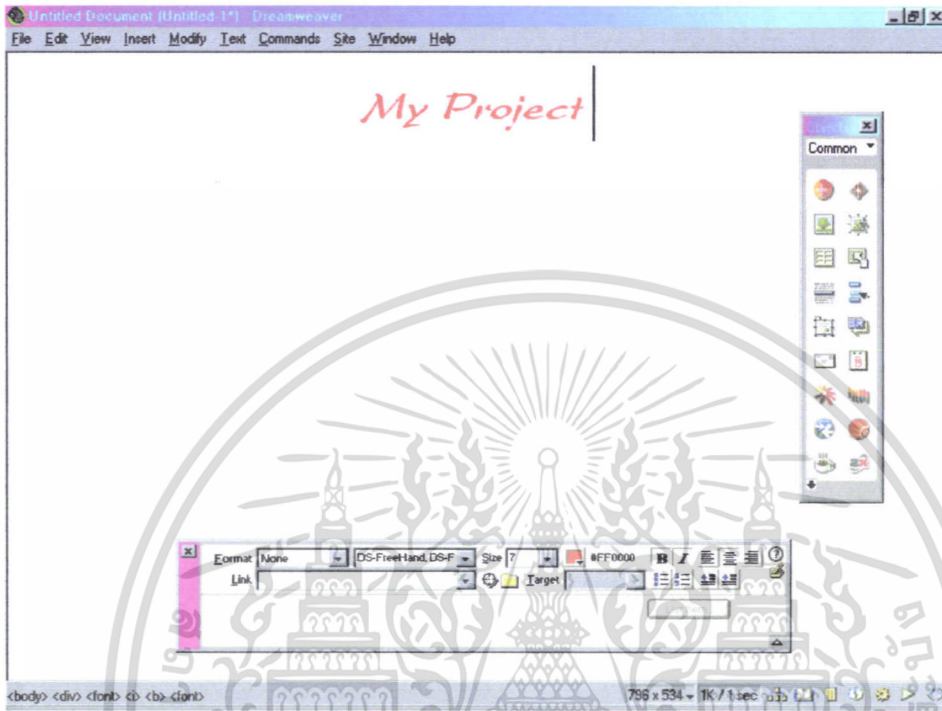 Untitled Document (Untitled-1*) - Dreamweaver
File Edit View Insert Modify Text Commands Site Window Help
My Project
Common
Format None DS-FreeHand, DS-F Size 7 #FF0000 B I
Link Target
<body> <div> <font> <i> <b> <font>
796 x 534 1K / 1 sec